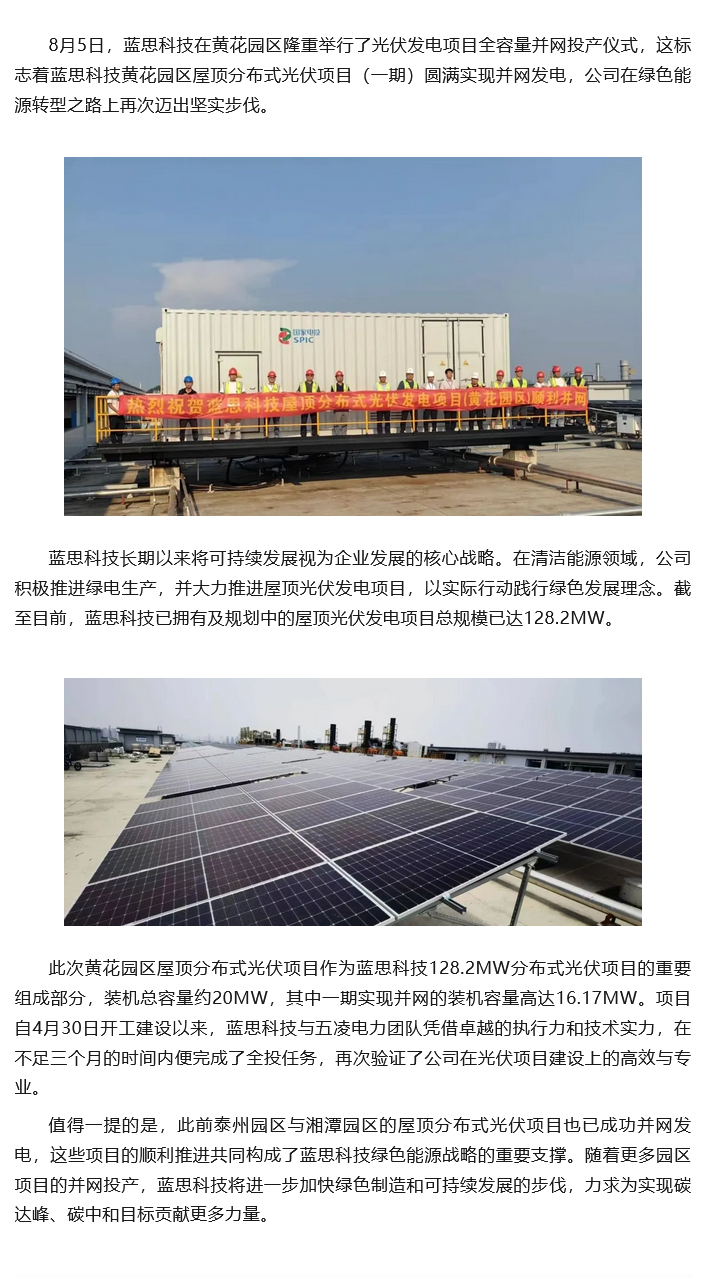 8月5日，蓝思科技在黄花园区隆重举行了光伏发电项目全容量并网投产仪式，这标
志着蓝思科技黄花园区屋顶分布式光伏项目（一期）圆满实现并网发电，公司在绿色能
源转型之路上再次迈出坚实步伐。
国家电投
SPIC
热烈祝贺蓝思科技屋顶分布式光伏发电项目(黄花园区)顺利并网
蓝思科技长期以来将可持续发展视为企业发展的核心战略。在清洁能源领域，公司
积极推进绿电生产，并大力推进屋顶光伏发电项目，以实际行动践行绿色发展理念。截
至目前，蓝思科技已拥有及规划中的屋顶光伏发电项目总规模已达128.2MW。
此次黄花园区屋顶分布式光伏项目作为蓝思科技128.2MW分布式光伏项目的重要
组成部分，装机总容量约20MW，其中一期实现并网的装机容量高达16.17MW。项目
自4月30日开工建设以来，蓝思科技与五凌电力团队凭借卓越的执行力和技术实力，在
不足三个月的时间内便完成了全投任务，再次验证了公司在光伏项目建设上的高效与专
业。
值得一提的是，此前泰州园区与湘潭园区的屋顶分布式光伏项目也已成功并网发
电，这些项目的顺利推进共同构成了蓝思科技绿色能源战略的重要支撑。随着更多园区
项目的并网投产，蓝思科技将进一步加快绿色制造和可持续发展的步伐，力求为实现碳
达峰、碳中和目标贡献更多力量。